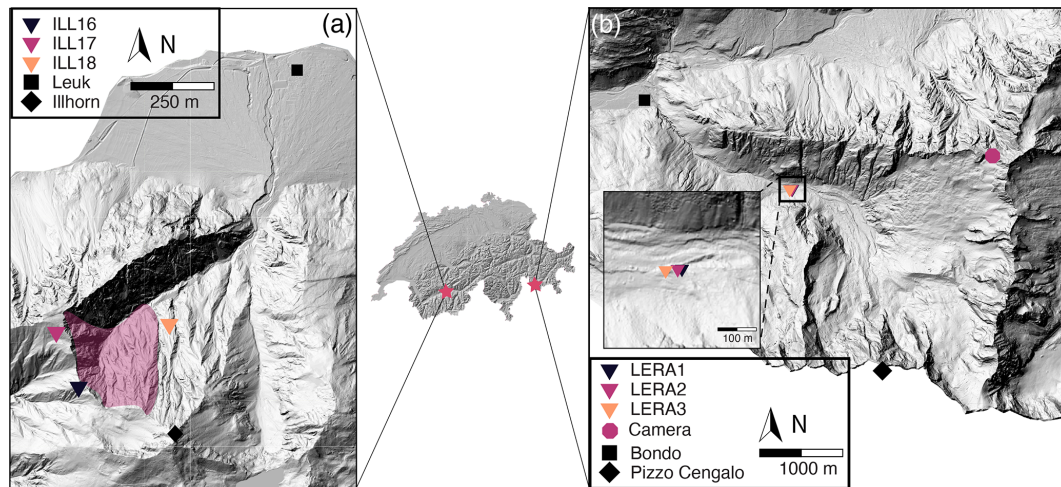 ILL16
ILL17
ILL18
Leuk
Illhorn
N
250 m
(a)
(b)
100 m
LERA1
LERA2
LERA3
Camera
Bondo
Pizzo Cengalo
N
1000 m